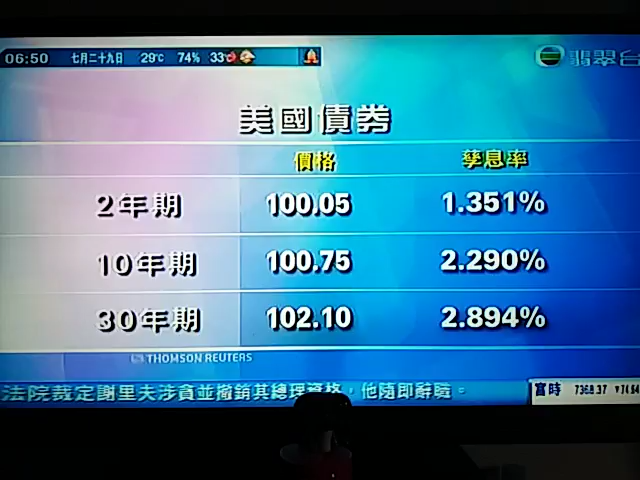 06:50 七月二十九日 29℃ 74% 33℃ 翡翠台
美國債券
價格 孳息率
2年期 100.05 1.351%
10年期 100.75 2.290%
30年期 102.10 2.894%
THOMSON REUTERS
法院裁定謝里夫涉貪並撤銷其總理資格，他隨即辭職。 富時 7368.37